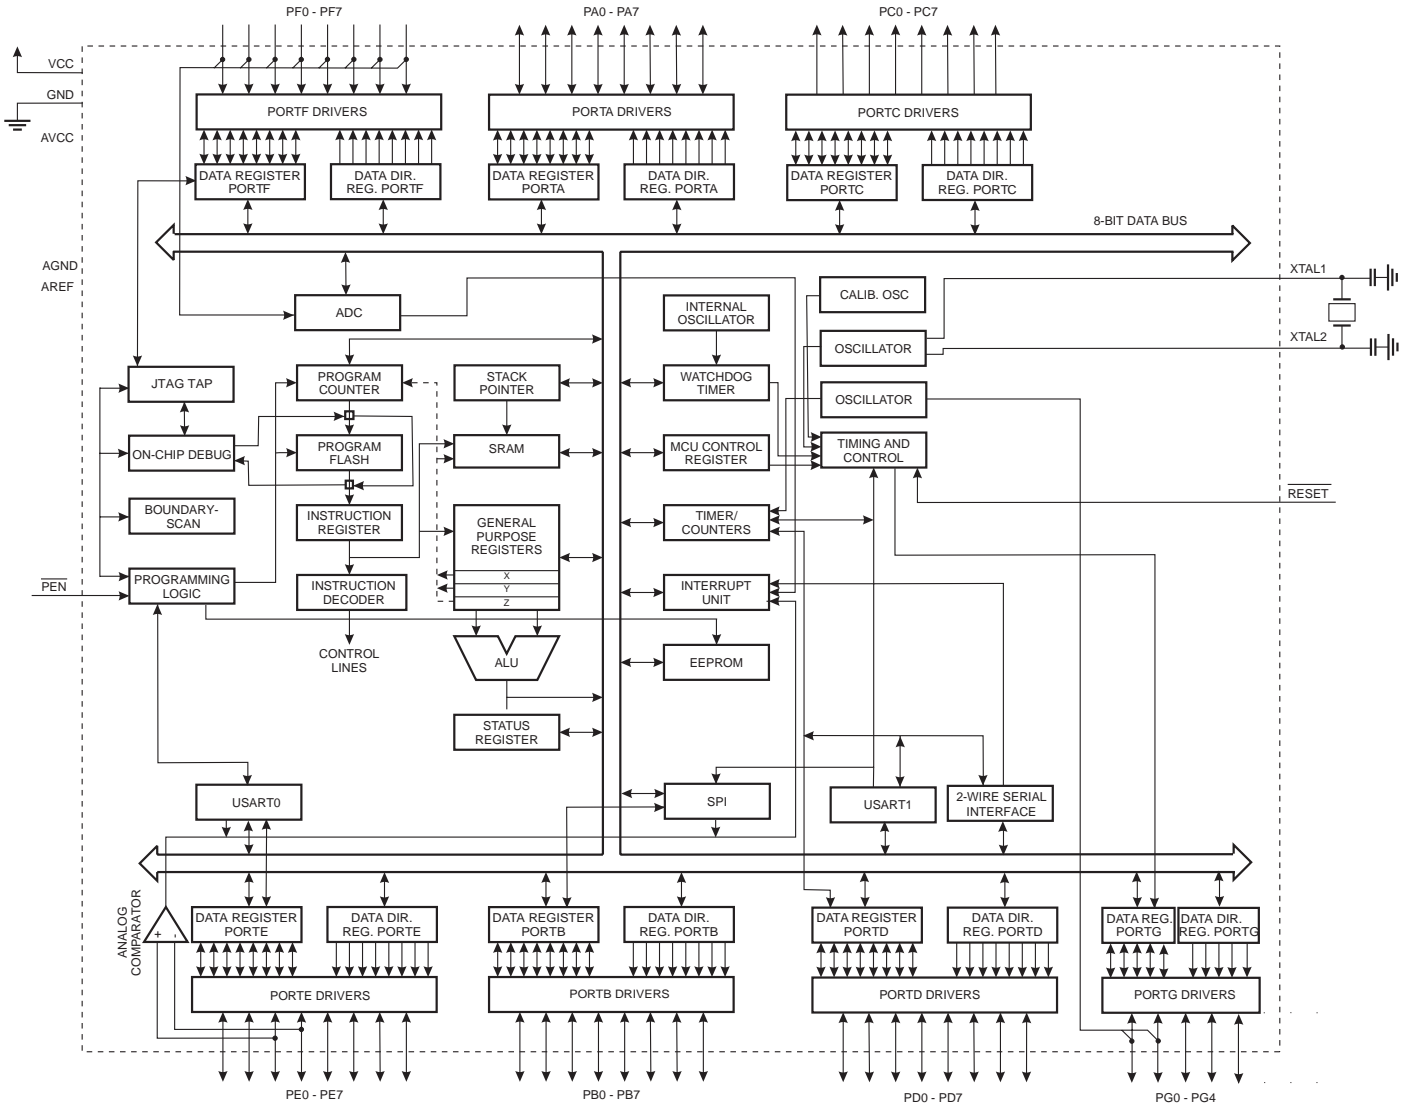 PF0 - PF7
PA0 - PA7
PC0 - PC7
VCC
GND
AVCC
PORTF DRIVERS
PORTA DRIVERS
PORTC DRIVERS
DATA REGISTER
PORTF
DATA DIR.
REG. PORTF
DATA REGISTER
PORTA
DATA DIR.
REG. PORTA
DATA REGISTER
PORTC
DATA DIR.
REG. PORTC
8-BIT DATA BUS
AGND
AREF
XTAL1
CALIB. OSC
ADC
INTERNAL
OSCILLATOR
XTAL2
OSCILLATOR
JTAG TAP
PROGRAM
COUNTER
STACK
POINTER
WATCHDOG
TIMER
OSCILLATOR
ON-CHIP DEBUG
PROGRAM
FLASH
SRAM
MCU CONTROL
REGISTER
TIMING AND
CONTROL
RESET
BOUNDARY-
SCAN
INSTRUCTION
REGISTER
GENERAL
PURPOSE
REGISTERS
X
Y
Z
TIMER/
COUNTERS
PEN
PROGRAMMING
LOGIC
INSTRUCTION
DECODER
INTERRUPT
UNIT
CONTROL
LINES
ALU
EEPROM
STATUS
REGISTER
USART0
SPI
USART1
2-WIRE SERIAL
INTERFACE
ANALOG
COMPARATOR
+
-
DATA REGISTER
PORTE
DATA DIR.
REG. PORTE
DATA REGISTER
PORTB
DATA DIR.
REG. PORTB
DATA REGISTER
PORTD
DATA DIR.
REG. PORTD
DATA REG.
PORTG
DATA DIR.
REG. PORTG
PORTE DRIVERS
PORTB DRIVERS
PORTD DRIVERS
PORTG DRIVERS
PE0 - PE7
PB0 - PB7
PD0 - PD7
PG0 - PG4